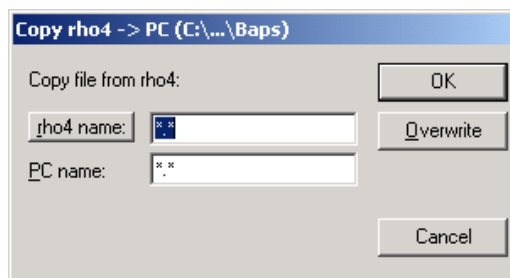 Copy rho4 -> PC (C:\...\Baps)
Copy file from rho4:
OK
rho4 name:
*.*
Overwrite
PC name:
*.*
Cancel